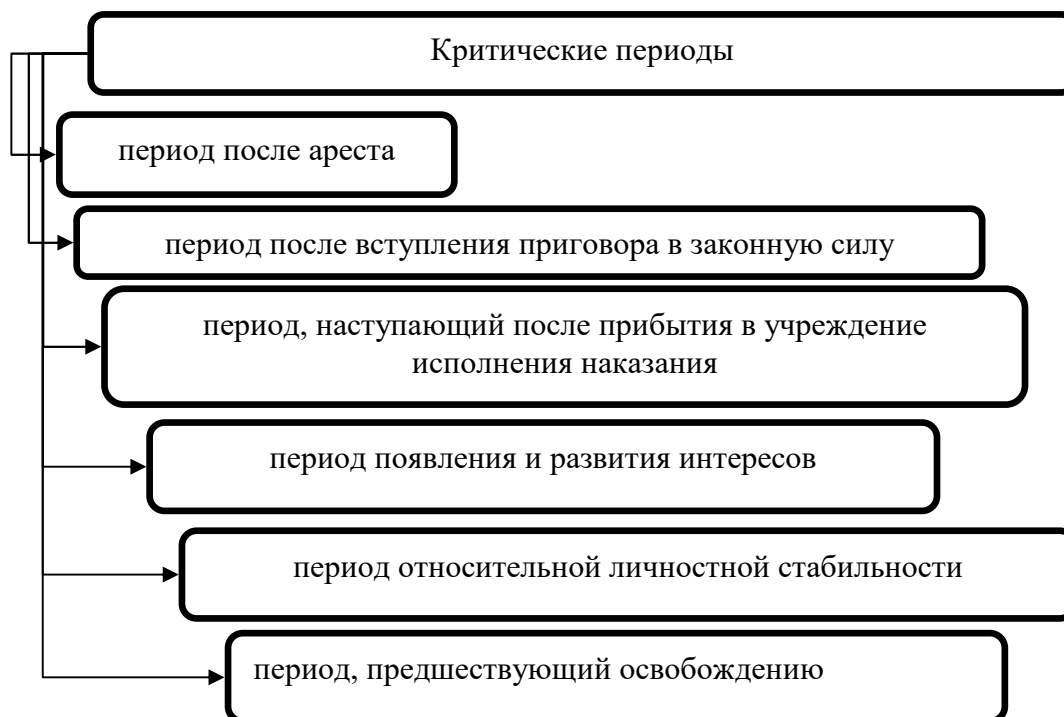 Критические периоды
период после ареста
период после вступления приговора в законную силу
период, наступающий после прибытия в учреждение
исполнения наказания
период появления и развития интересов
период относительной личностной стабильности
период, предшествующий освобождению